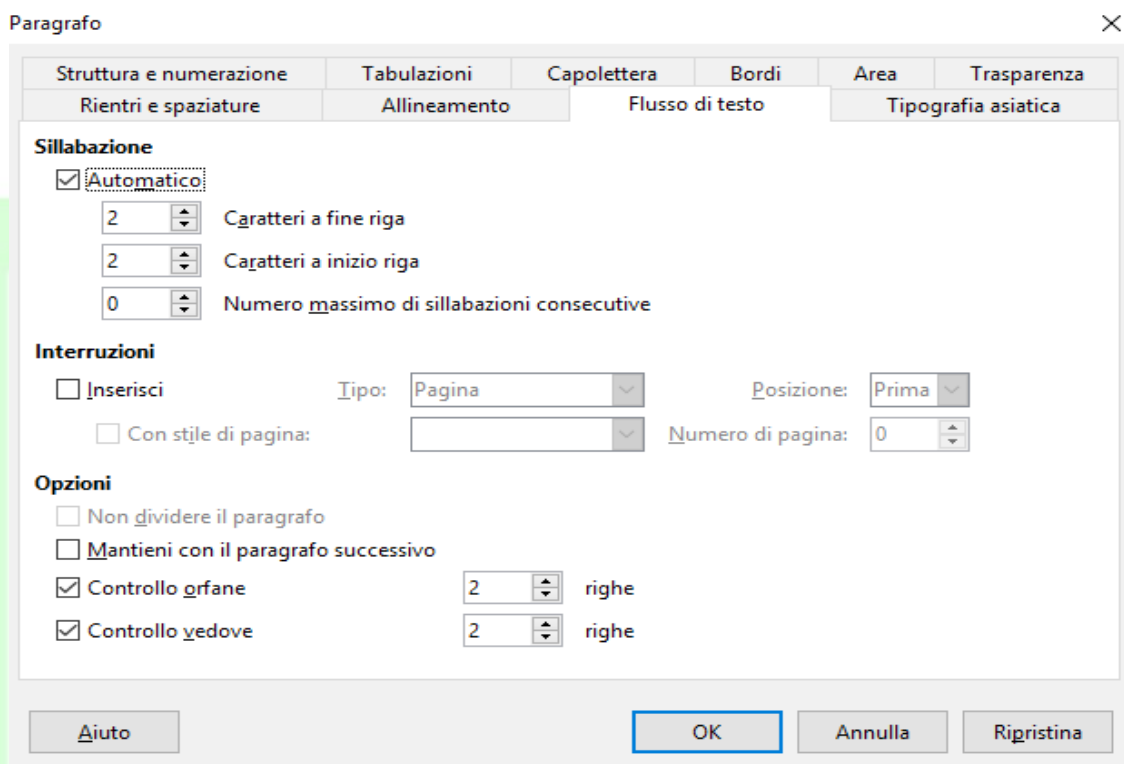 Paragrafo
Struttura e numerazione Tabulazioni Capolettera Bordi Area Trasparenza
Rientri e spaziature Allineamento Flusso di testo Tipografia asiatica
Sillabazione
Automatico
2 Caratteri a fine riga
2 Caratteri a inizio riga
0 Numero massimo di sillabazioni consecutive
Interruzioni
Inserisci Tipo: Pagina Posizione: Prima
Con stile di pagina: Numero di pagina: 0
Opzioni
Non dividere il paragrafo
Mantieni con il paragrafo successivo
Controllo orfane 2 righe
Controllo vedove 2 righe
Aiuto OK Annulla Ripristina